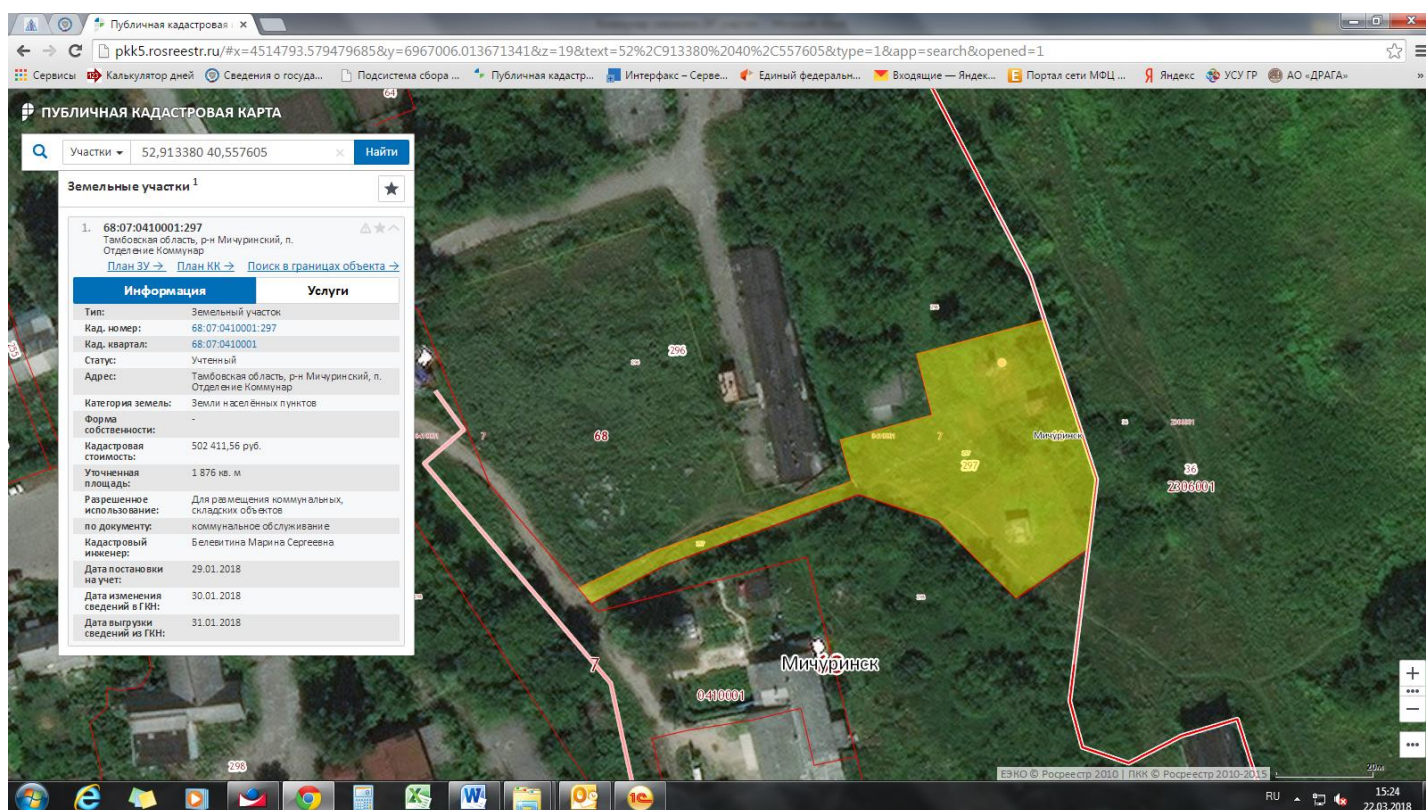 Публичная кадастровая
pkk5.rosreestr.ru/#x=4514793.579479685&y=6967006.013671341&z=19&text=52%2C913380%2040%2C557605&type=1&app=search&opened=1
Сервисы Калькулятор дней Сведения о госуда... Подсистема сбора ... Публичная кадастр... Интерфакс – Серве... Единый федеральн... Входящие — Яндек... Портал сети МФЦ ... Яндекс УСУ ГР АО «ДРАГА» »
64
ПУБЛИЧНАЯ КАДАСТРОВАЯ КАРТА
Участки 52,913380 40,557605 × Найти
Земельные участки 1
1. 68:07:0410001:297
Тамбовская область, р-н Мичуринский, п.
Отделение Коммунар
План ЗУ → План КК → Поиск в границах объекта →
Информация Услуги
Тип: Земельный участок
Кад. номер: 68:07:0410001:297
Кад. квартал: 68:07:0410001
Статус: Учтенный
Адрес: Тамбовская область, р-н Мичуринский, п.
Отделение Коммунар
Категория земель: Земли населённых пунктов
Форма
собственности: -
Кадастровая
стоимость: 502 411,56 руб.
Уточненная
площадь: 1 876 кв. м
Разрешенное
использование: Для размещения коммунальных,
складских объектов
по документу: коммунальное обслуживание
Кадастровый
инженер: Белевитина Марина Сергеевна
Дата постановки
на учет: 29.01.2018
Дата изменения
сведений в ГКН: 30.01.2018
Дата выгрузки
сведений из ГКН: 31.01.2018
255
296
68
7
0410001
7
Мичуринск
297
36
36
2306001
7
Мичуринск
0410001
298
20м
ЕЭКО © Росреестр 2010 | ПКК © Росреестр 2010-2015
RU
15:24
22.03.2018